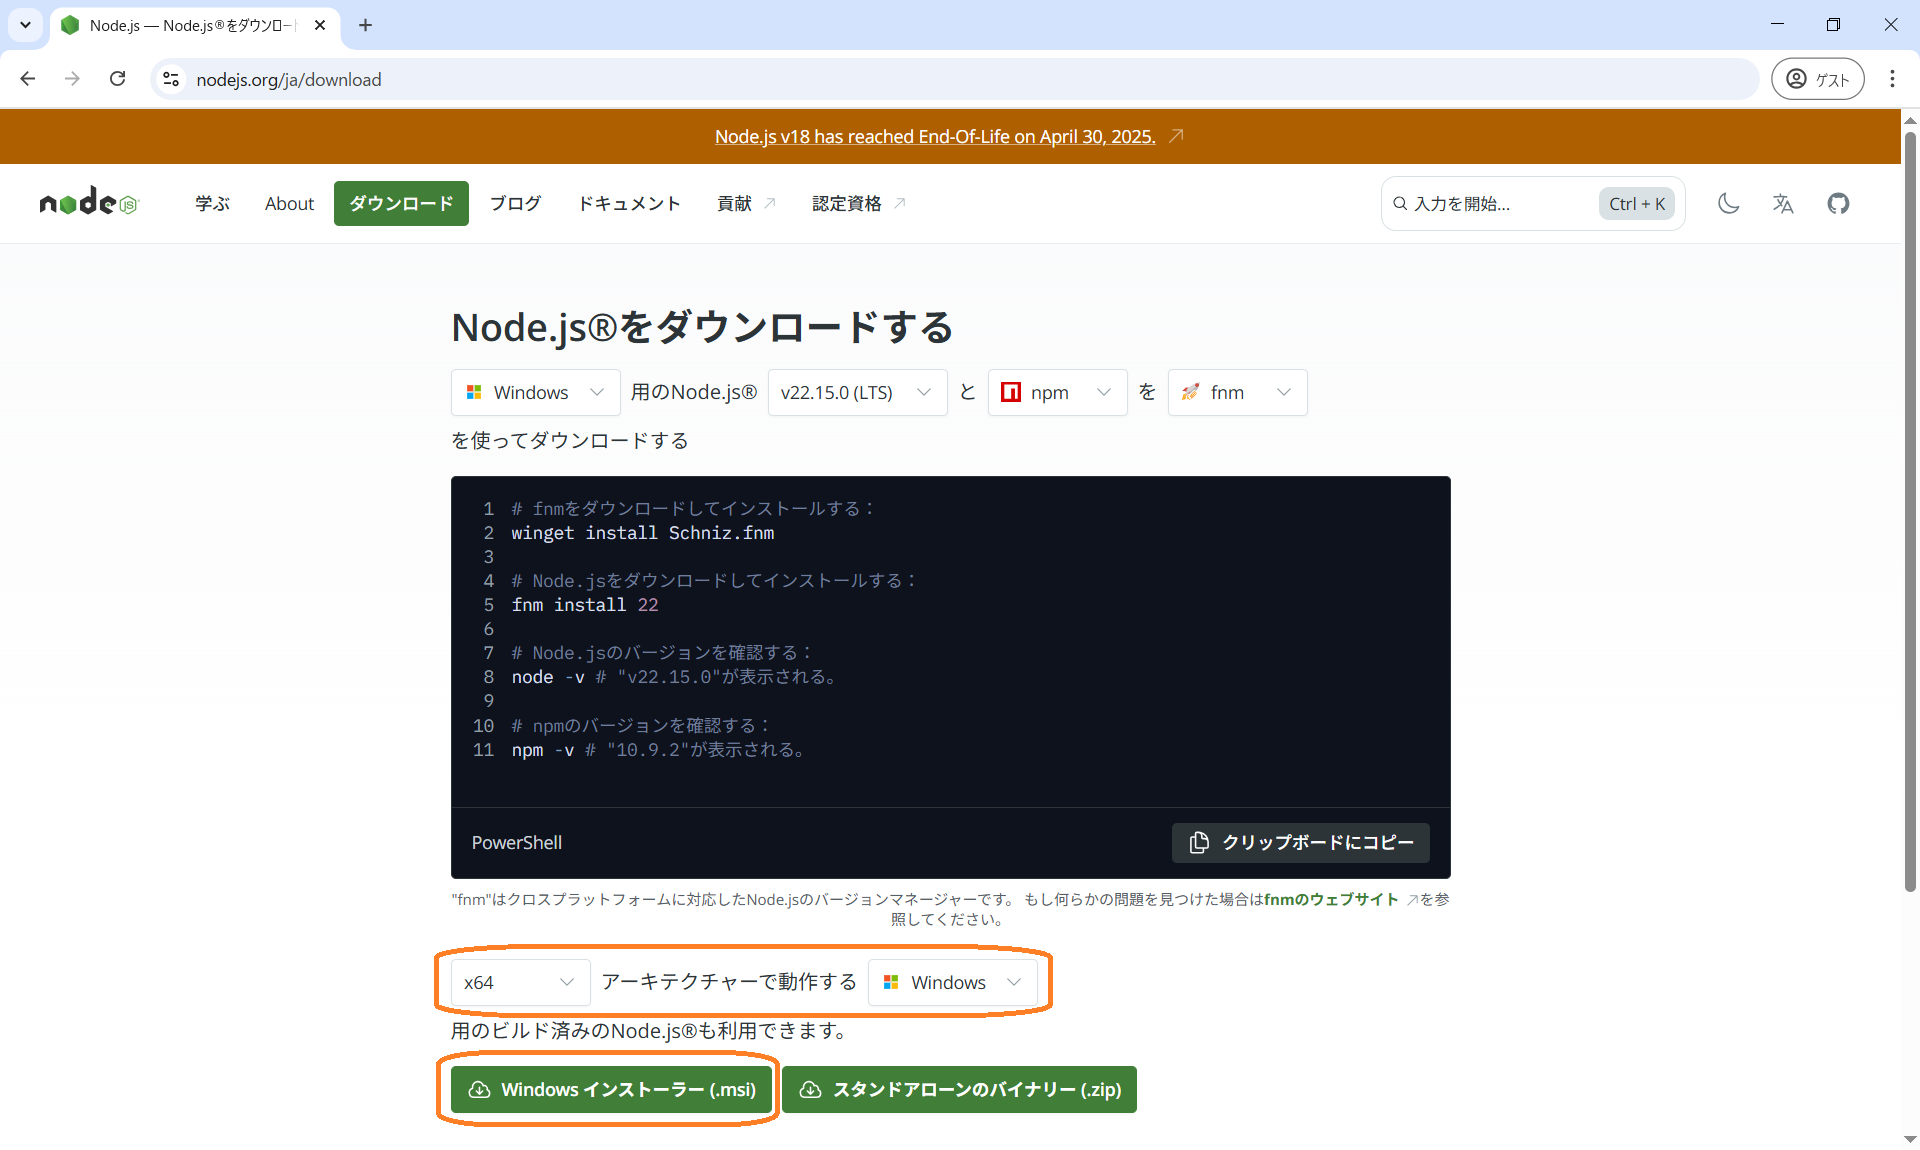 Node.js — Node.js®をダウンロー
nodejs.org/ja/download
ゲスト
Node.js v18 has reached End-Of-Life on April 30, 2025.
node JS
学ぶ About ダウンロード ブログ ドキュメント 貢献 認定資格 入力を開始... Ctrl + K
Node.js®をダウンロードする
Windows 用のNode.js® v22.15.0 (LTS) と npm を fnm
を使ってダウンロードする
1 # fnmをダウンロードしてインストールする：
2 winget install Schniz.fnm
3
4 # Node.jsをダウンロードしてインストールする：
5 fnm install 22
6
7 # Node.jsのバージョンを確認する：
8 node -v # "v22.15.0"が表示される。
9
10 # npmのバージョンを確認する：
11 npm -v # "10.9.2"が表示される。
PowerShell クリップボードにコピー
"fnm"はクロスプラットフォームに対応したNode.jsのバージョンマネージャーです。 もし何らかの問題を見つけた場合はfnmのウェブサイト を参
照してください。
x64 アーキテクチャーで動作する Windows
用のビルド済みのNode.js®も利用できます。
Windows インストーラー (.msi) スタンドアローンのバイナリー (.zip)